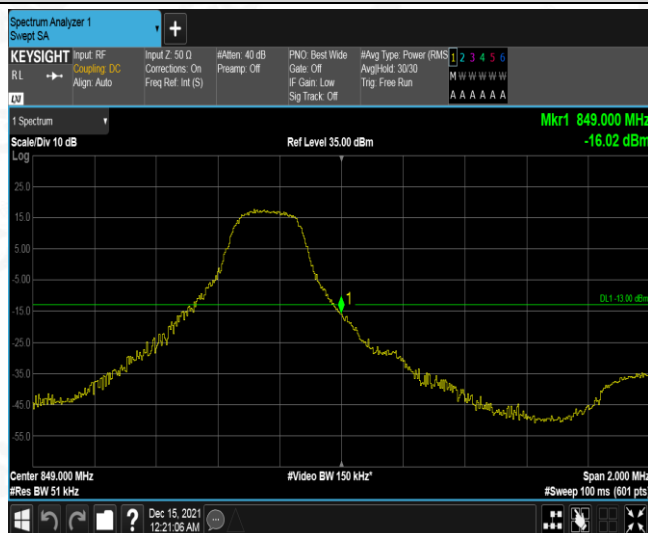 Spectrum Analyzer 1
Swept SA
KEYSIGHT
RL
LXI
Input: RF
Coupling: DC
Align: Auto
Input Z: 50 Ω
Corrections: On
Freq Ref: Int (S)
#Atten: 40 dB
Preamp: Off
PNO: Best Wide
Gate: Off
IF Gain: Low
Sig Track: Off
#Avg Type: Power (RMS
Avg|Hold: 30/30
Trig: Free Run
1 2 3 4 5 6
M W W W W W
A A A A A A
1 Spectrum
Mkr1 849.000 MHz
-16.02 dBm
Scale/Div 10 dB
Ref Level 35.00 dBm
Log
25.0
15.0
5.00
-5.00
-15.0
-25.0
-35.0
-45.0
-55.0
1
DL1 -13.00 dBm
Center 849.000 MHz
#Video BW 150 kHz*
Span 2.000 MHz
#Res BW 51 kHz
#Sweep 100 ms (601 pts)
?
Dec 15, 2021
12:21:06 AM